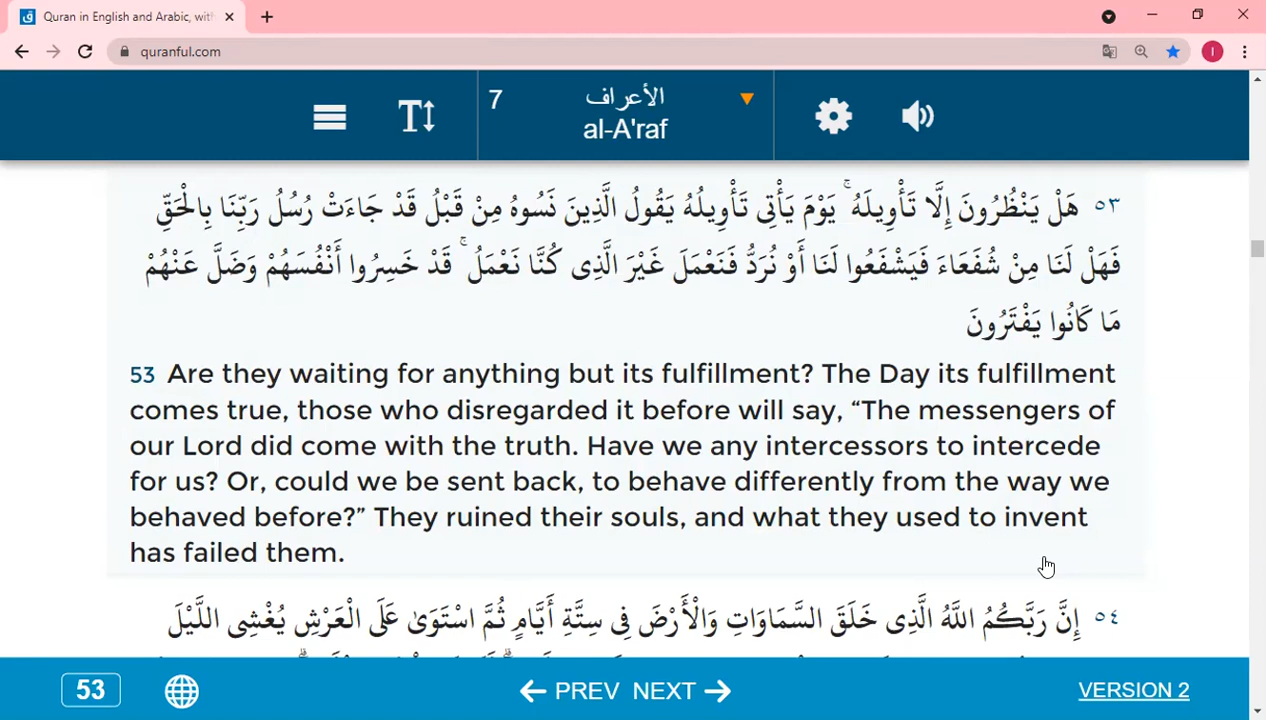 Quran in English and Arabic, with
quranful.com
I
7
الأعراف
al-A'raf
٥٣ هَلْ يَنْظُرُونَ إِلَّا تَأْوِيلَهُ ۚ يَوْمَ يَأْتِى تَأْوِيلُهُ يَقُولُ الَّذِينَ نَسُوهُ مِنْ قَبْلُ قَدْ جَاءَتْ رُسُلُ رَبِّنَا بِالْحَقِّ
فَهَلْ لَنَا مِنْ شُفَعَاءَ فَيَشْفَعُوا لَنَا أَوْ نُرَدُّ فَنَعْمَلَ غَيْرَ الَّذِى كُنَّا نَعْمَلُ ۚ قَدْ خَسِرُوا أَنْفُسَهُمْ وَضَلَّ عَنْهُمْ
مَا كَانُوا يَفْتَرُونَ
53 Are they waiting for anything but its fulfillment? The Day its fulfillment
comes true, those who disregarded it before will say, “The messengers of
our Lord did come with the truth. Have we any intercessors to intercede
for us? Or, could we be sent back, to behave differently from the way we
behaved before?” They ruined their souls, and what they used to invent
has failed them.
٥٤ إِنَّ رَبَّكُمُ اللَّهُ الَّذِى خَلَقَ السَّمَاوَاتِ وَالْأَرْضَ فِى سِتَّةِ أَيَّامٍ ثُمَّ اسْتَوَىٰ عَلَى الْعَرْشِ يُغْشِى اللَّيْلَ
53
PREV NEXT
VERSION 2